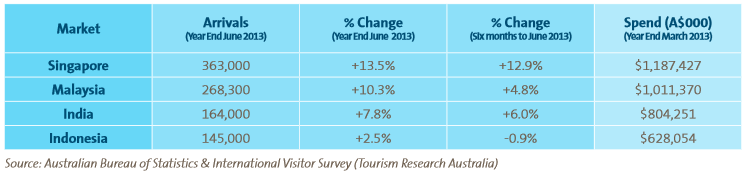 Market Arrivals (Year End June 2013) % Change (Year End June 2013) % Change (Six months to June 2013) Spend (A$000) (Year End March 2013)
Singapore 363,000 +13.5% +12.9% $1,187,427
Malaysia 268,300 +10.3% +4.8% $1,011,370
India 164,000 +7.8% +6.0% $804,251
Indonesia 145,000 +2.5% -0.9% $628,054
Source: Australian Bureau of Statistics & International Visitor Survey (Tourism Research Australia)